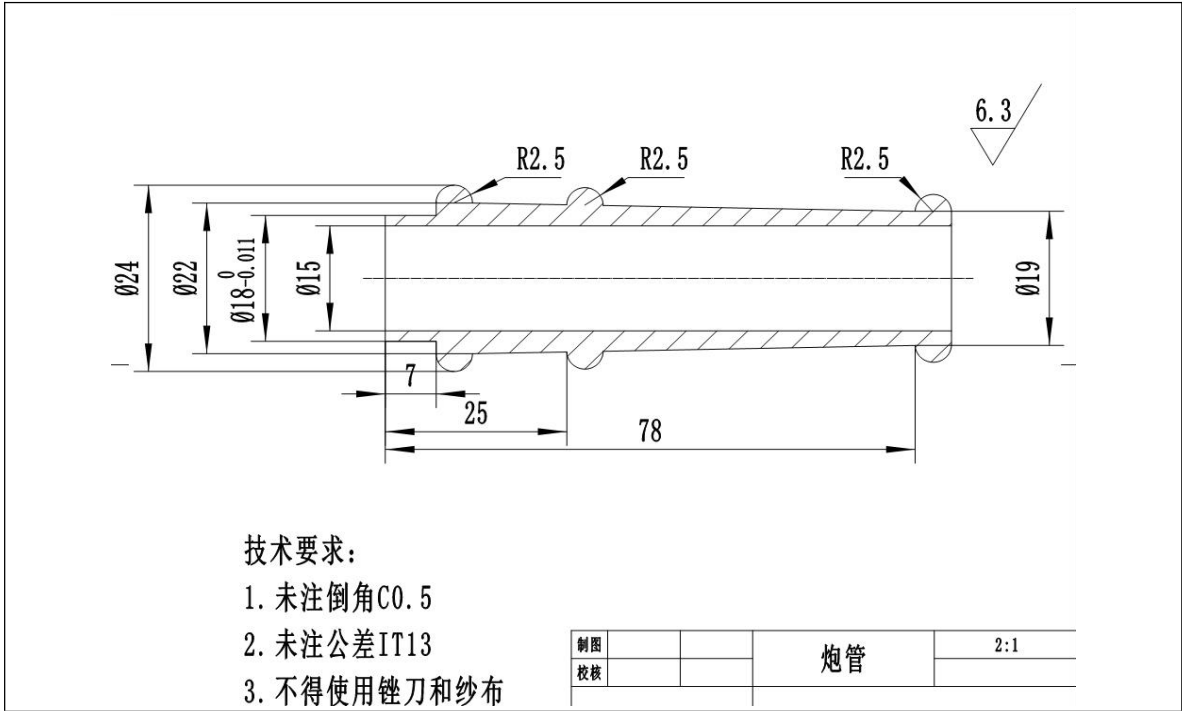 6.3
R2.5
R2.5
R2.5
Ø24
Ø22
Ø18-0.011
0
Ø15
Ø19
7
25
78
技术要求:
1.未注倒角C0.5
2.未注公差IT13
3.不得使用锉刀和纱布
制图
炮管
2:1
校核